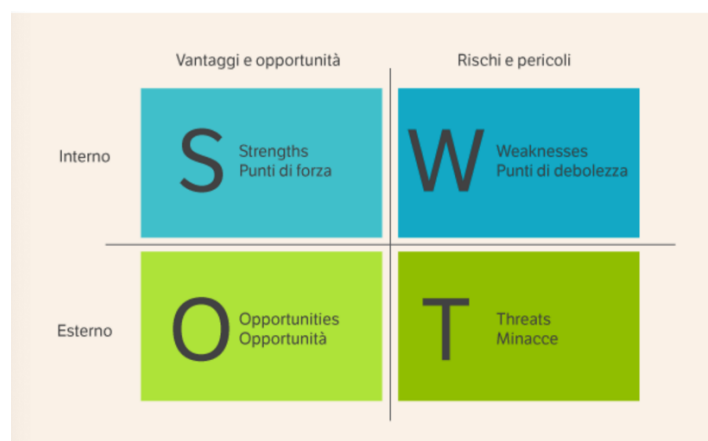 Vantaggi e opportunità
Rischi e pericoli
Interno
S
Strengths
Punti di forza
W
Weaknesses
Punti di debolezza
Esterno
O
Opportunities
Opportunità
T
Threats
Minacce